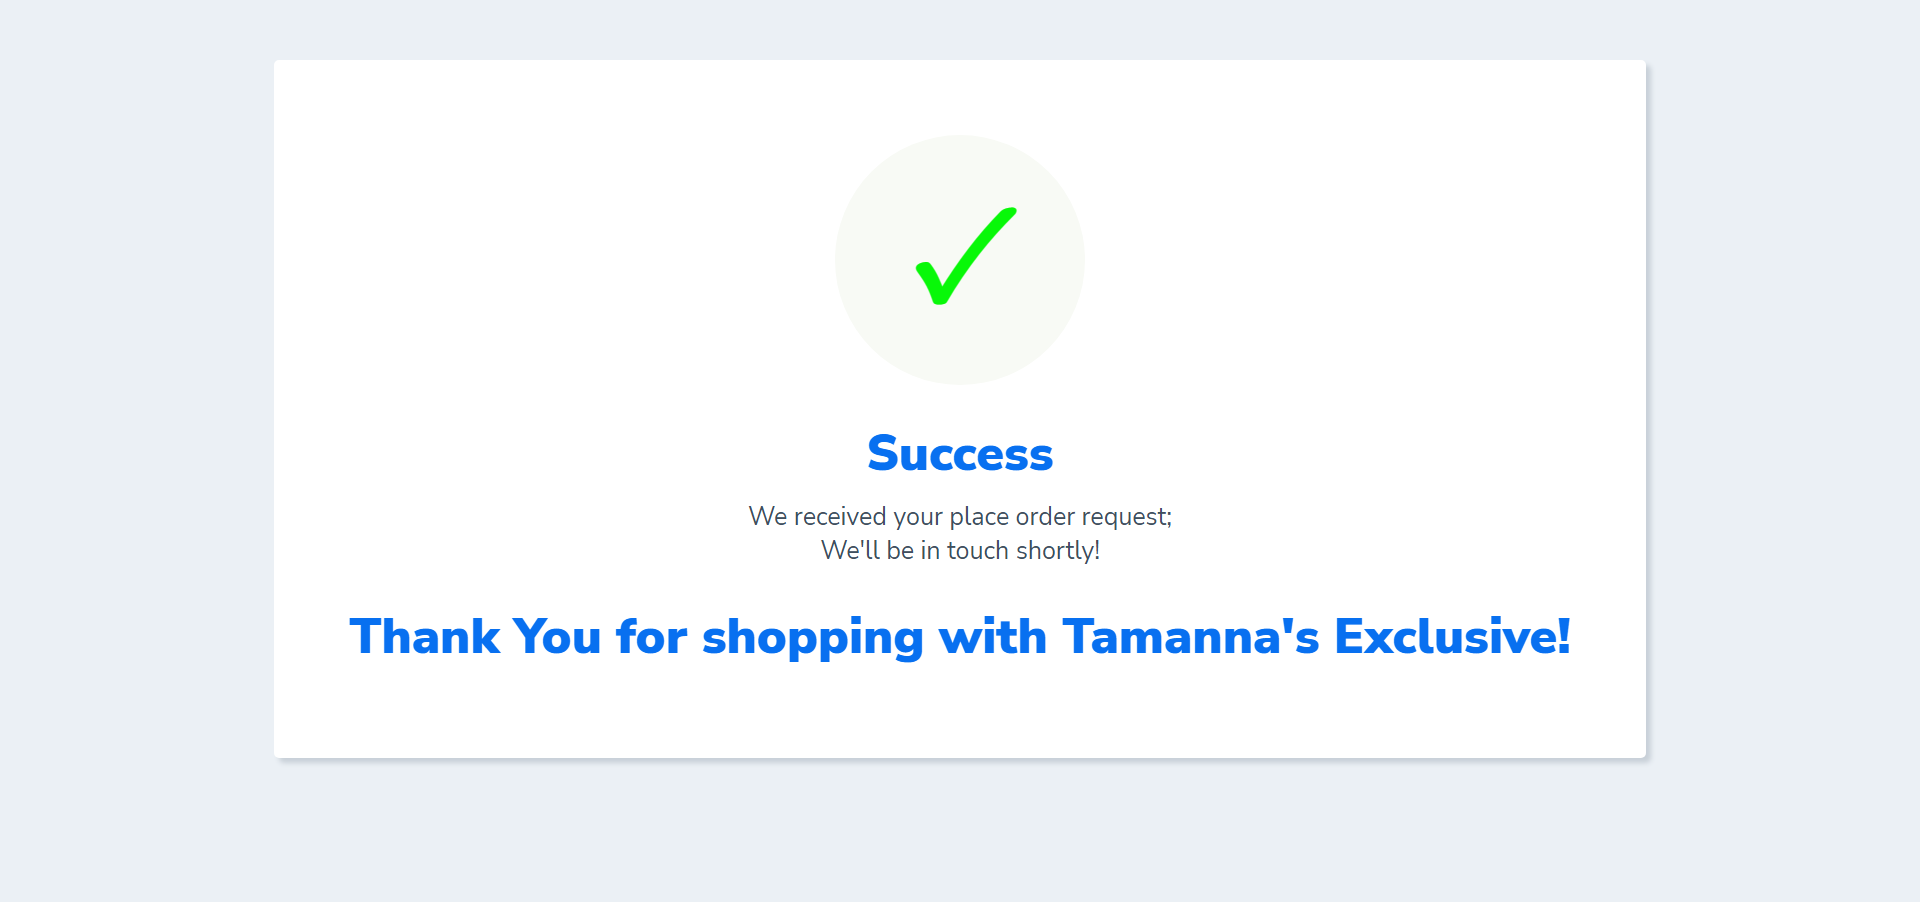 Success
We received your place order request;
We'll be in touch shortly!
Thank You for shopping with Tamanna's Exclusive!